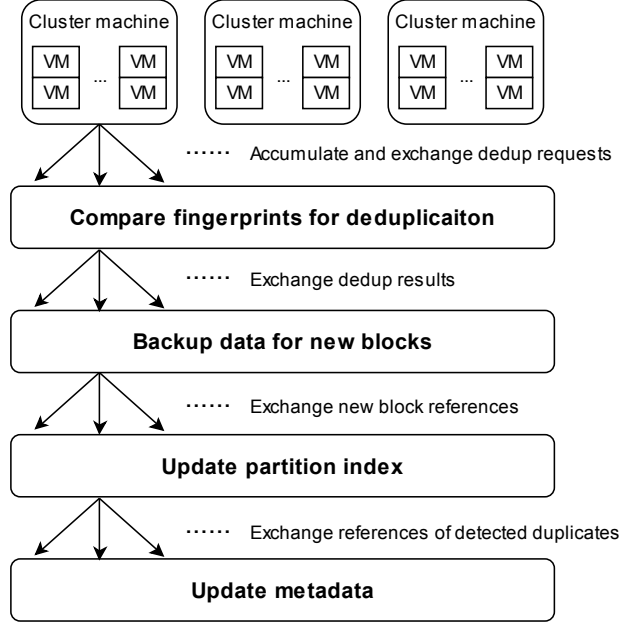 Cluster machine Cluster machine Cluster machine
VM ... VM VM ... VM VM ... VM
VM VM VM VM VM VM
...... Accumulate and exchange dedup requests
Compare fingerprints for deduplicaiton
...... Exchange dedup results
Backup data for new blocks
...... Exchange new block references
Update partition index
...... Exchange references of detected duplicates
Update metadata